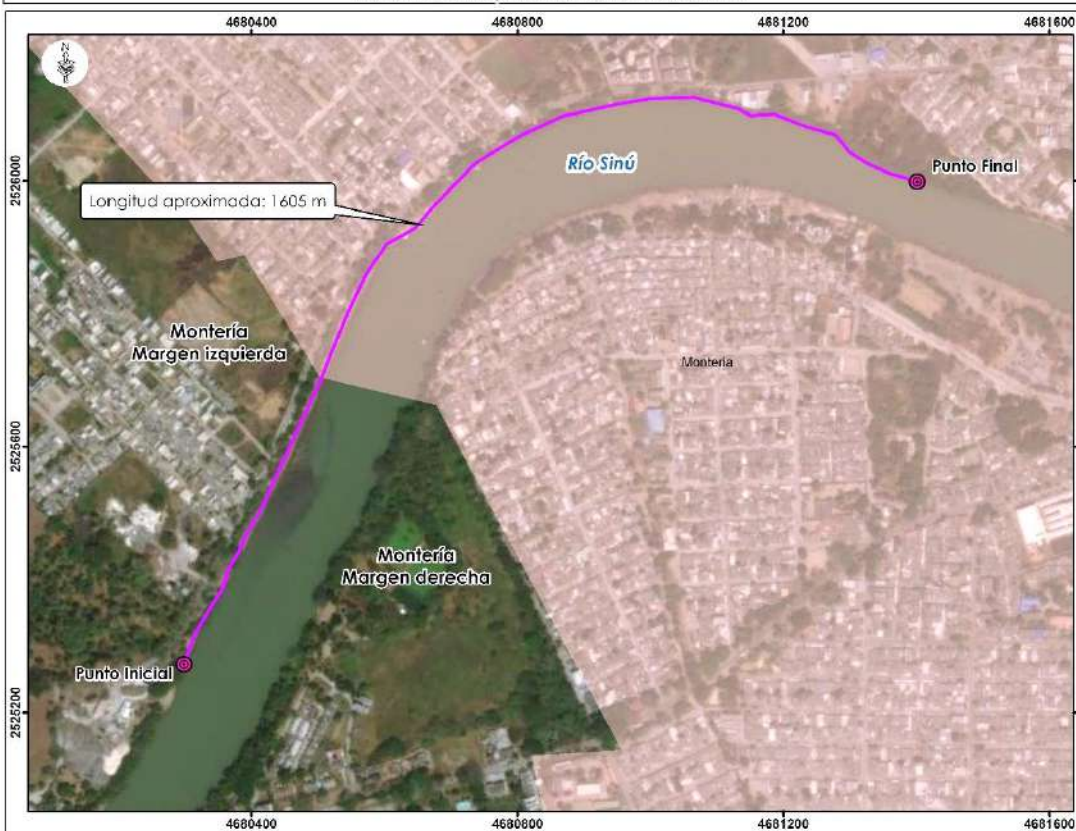 4680400
4680800
4681200
4681600
N
2526000
Río Sinú
Punto Final
Longitud aproximada: 1605 m
Montería
Margen izquierda
Montería
2525600
Montería
Margen derecha
Punto Inicial
2525200
4680400
4680800
4681200
4681600